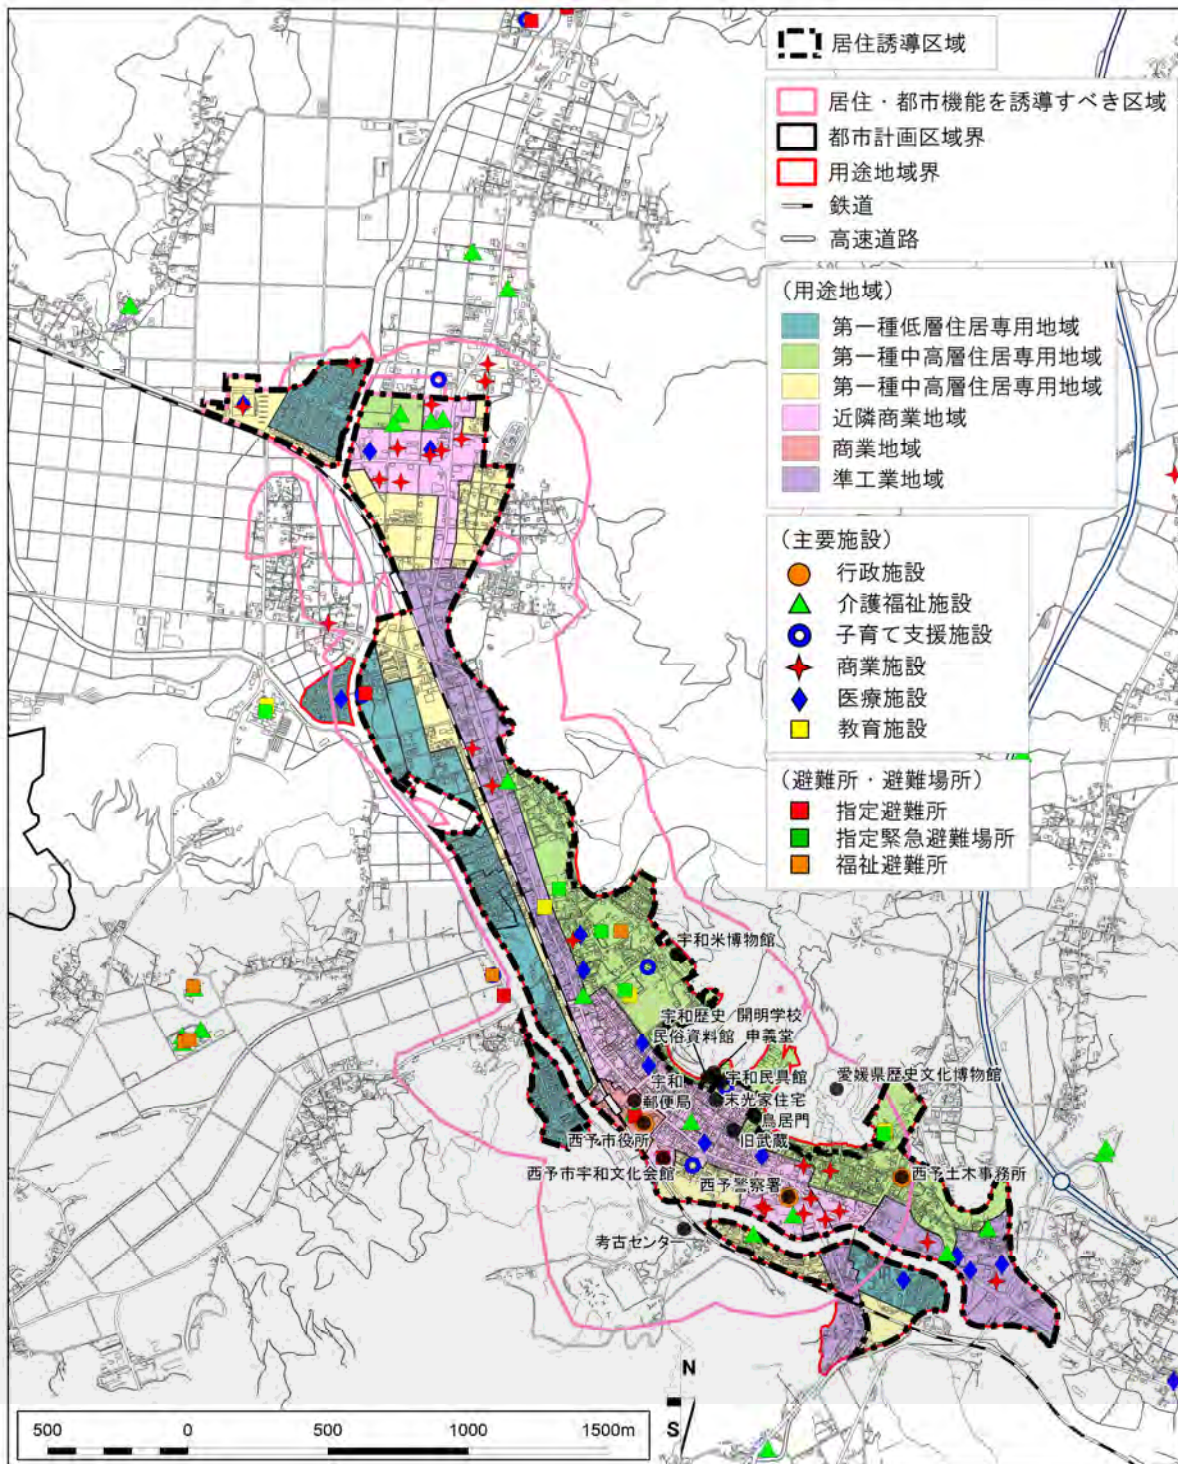 居住誘導区域
居住・都市機能を誘導すべき区域
都市計画区域界
用途地域界
鉄道
高速道路
(用途地域)
第一種低層住居専用地域
第一種中高層住居専用地域
第一種中高層住居専用地域
近隣商業地域
商業地域
準工業地域
(主要施設)
行政施設
介護福祉施設
子育て支援施設
商業施設
医療施設
教育施設
(避難所・避難場所)
指定避難所
指定緊急避難場所
福祉避難所
宇和米博物館
宇和歴史
民俗資料館
開明学校
申義堂
宇和民具館
愛媛県歴史文化博物館
宇和
郵便局
末光家住宅
鳥居門
旧武蔵
西予市役所
西予市宇和文化会館
西予警察署
西予土木事務所
考古センター
N
S
500 0 500 1000 1500m